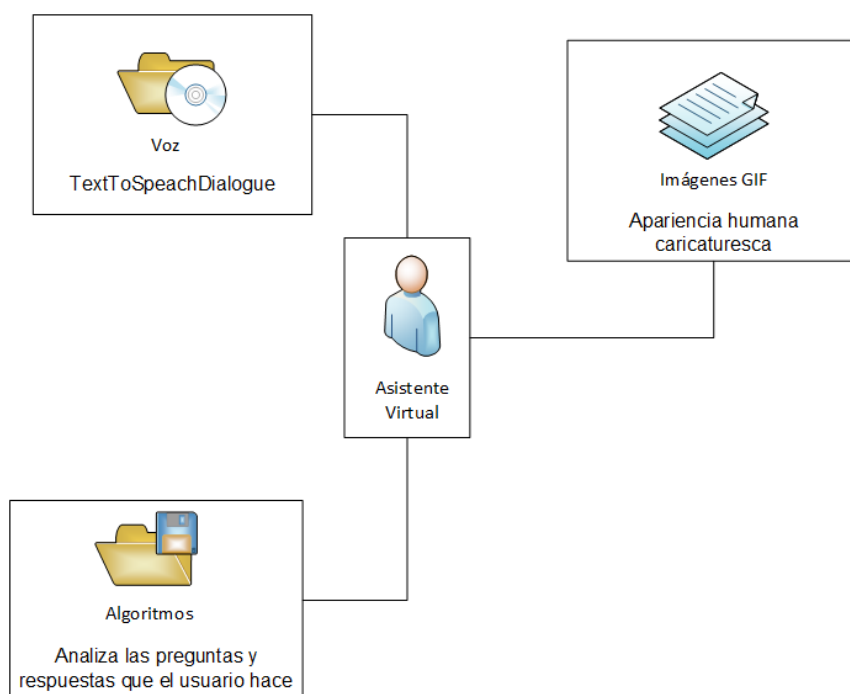 Voz
TextToSpeachDialogue
Imágenes GIF
Apariencia humana
caricaturesca
Asistente
Virtual
Algoritmos
Analiza las preguntas y
respuestas que el usuario hace